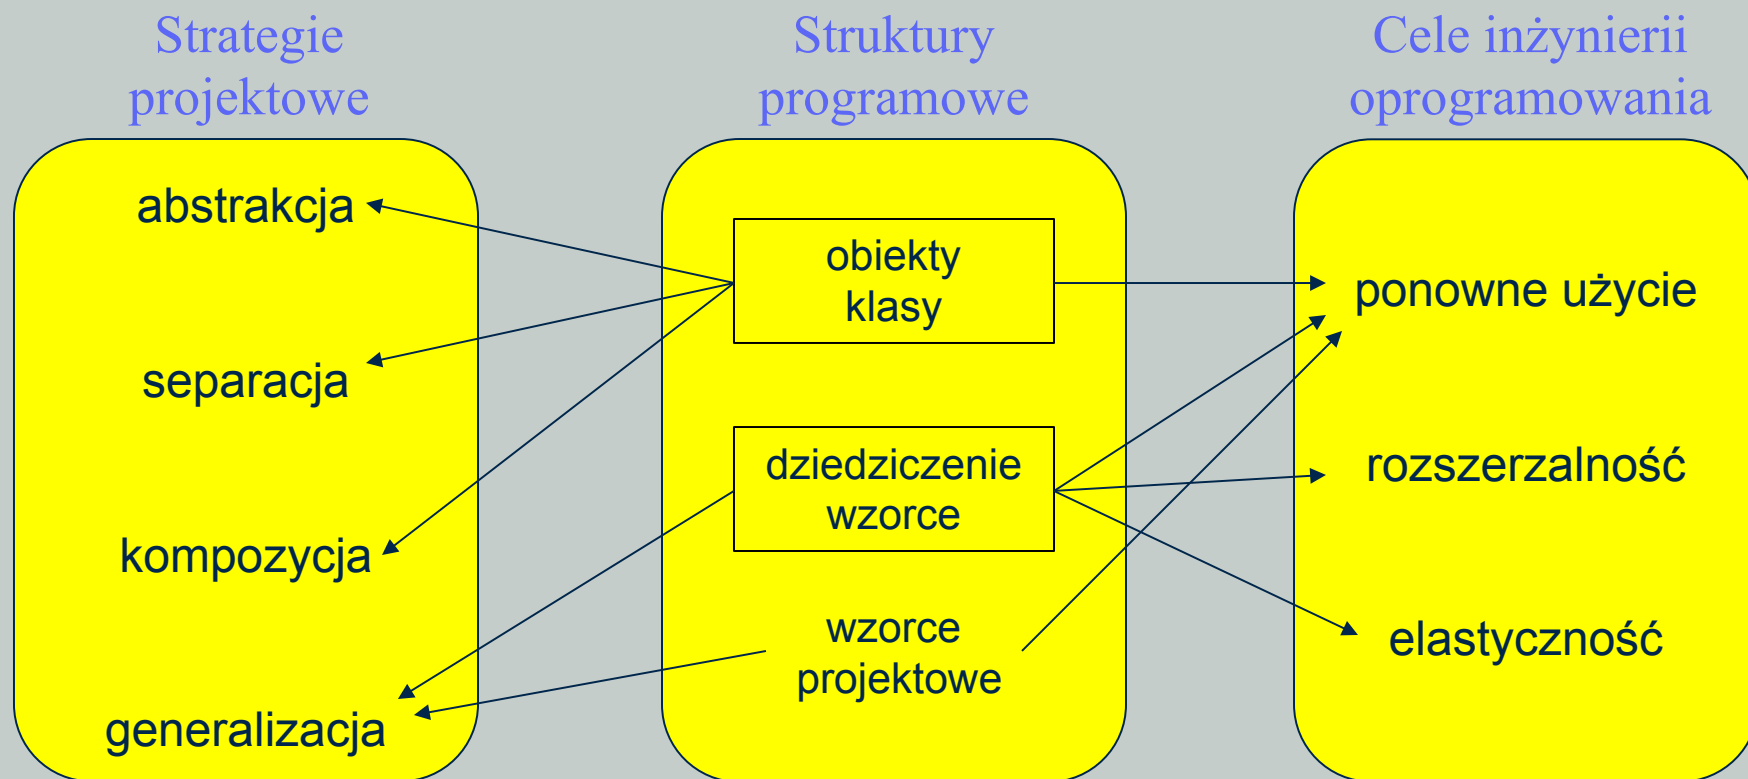 Strategie
projektowe
Struktury
programowe
Cele inżynierii
oprogramowania
abstrakcja
separacja
kompozycja
generalizacja
obiekty
klasy
dziedziczenie
wzorce
wzorce
projektowe
ponowne użycie
rozszerzalność
elastyczność